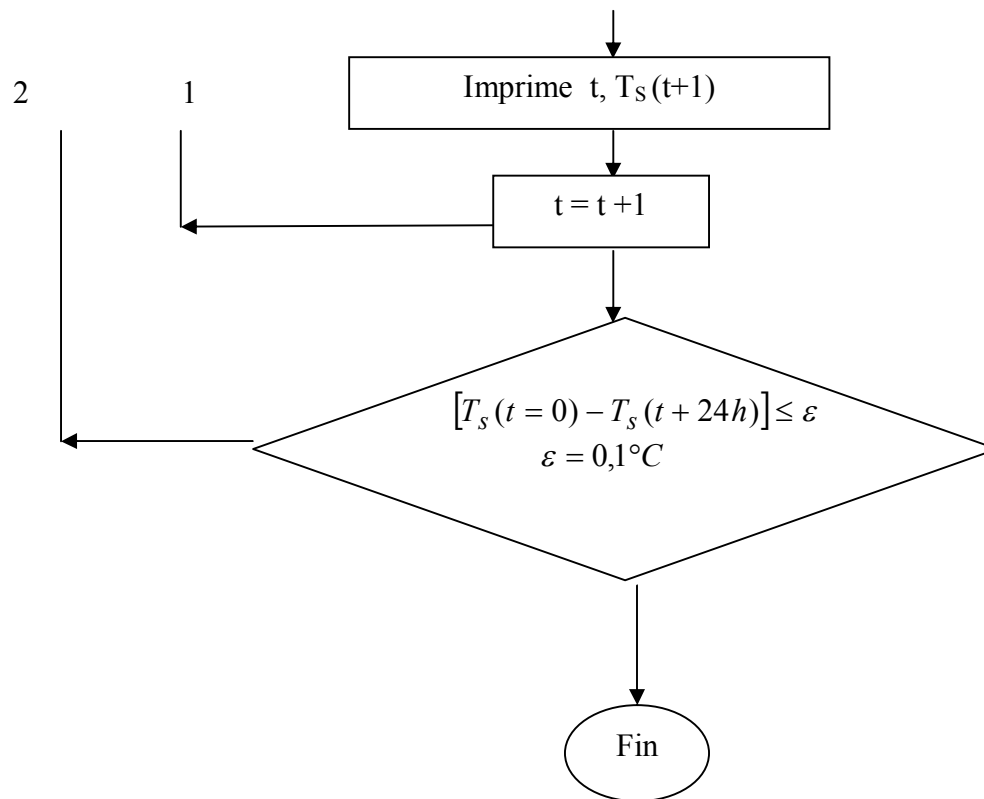 Imprime t, T_S (t+1)
2
1
t = t +1
[T_s (t = 0) − T_s (t + 24h)] ≤ ε
ε = 0,1°C
Fin